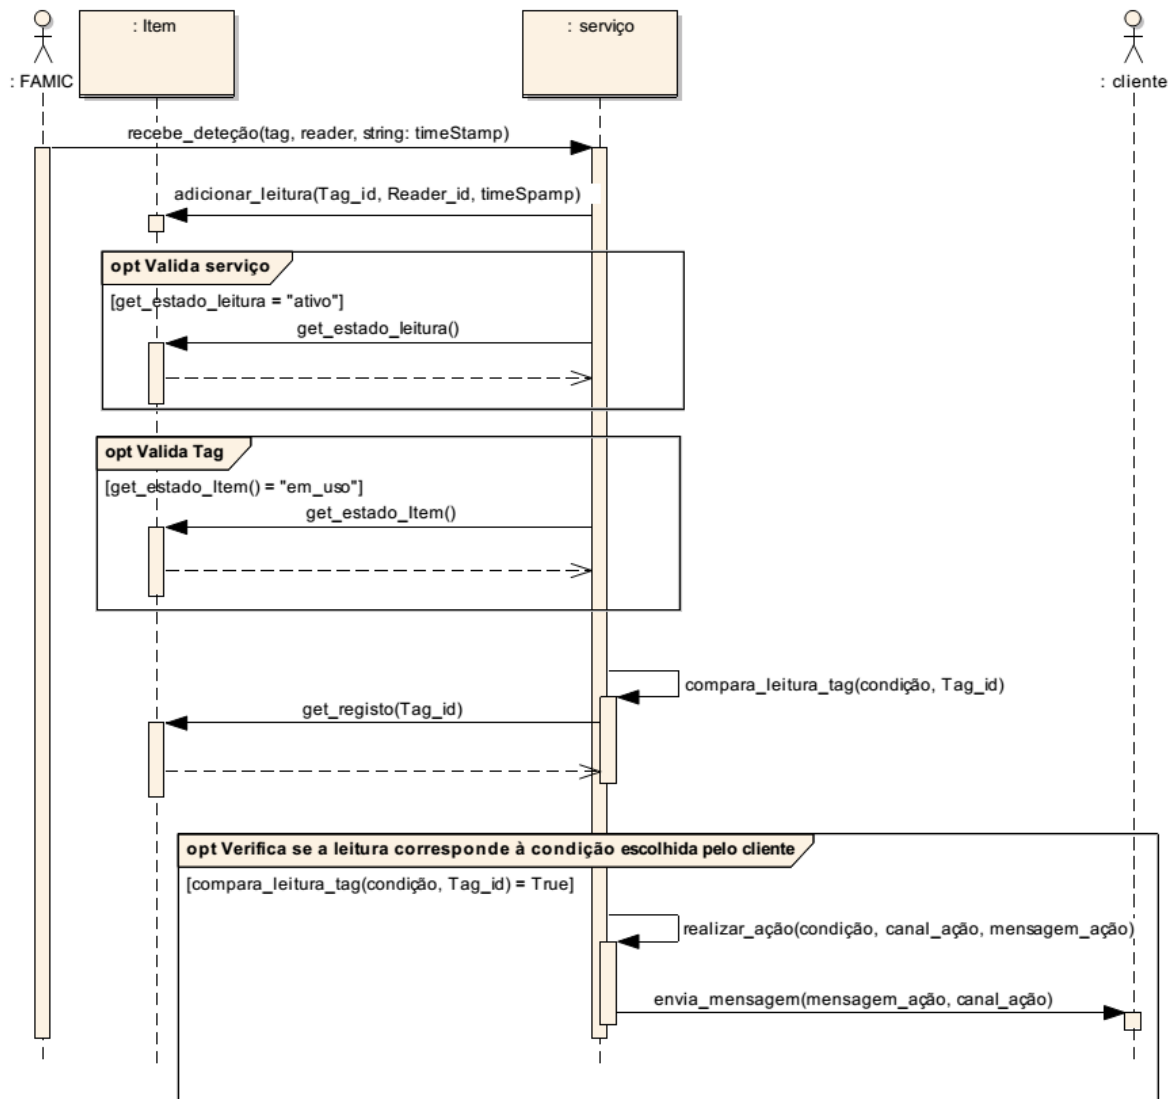 : Item
: serviço
: FAMIC
: cliente
recebe_deteção(tag, reader, string: timeStamp)
adicionar_leitura(Tag_id, Reader_id, timeSpamp)
opt Valida serviço
[get_estado_leitura = "ativo"]
get_estado_leitura()
opt Valida Tag
[get_estado_Item() = "em_uso"]
get_estado_Item()
compara_leitura_tag(condição, Tag_id)
get_registo(Tag_id)
opt Verifica se a leitura corresponde à condição escolhida pelo cliente
[compara_leitura_tag(condição, Tag_id) = True]
realizar_ação(condição, canal_ação, mensagem_ação)
envia_mensagem(mensagem_ação, canal_ação)